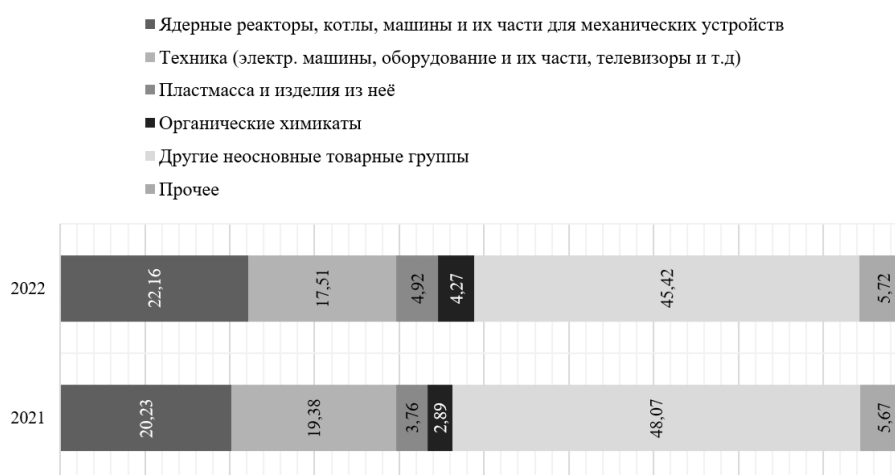 Ядерные реакторы, котлы, машины и их части для механических устройств
Техника (электр. машины, оборудование и их части, телевизоры и т.д)
Пластмасса и изделия из неё
Органические химикаты
Другие неосновные товарные группы
Прочее
2022
22,16
17,51
4,92
4,27
45,42
5,72
2021
20,23
19,38
3,76
2,89
48,07
5,67